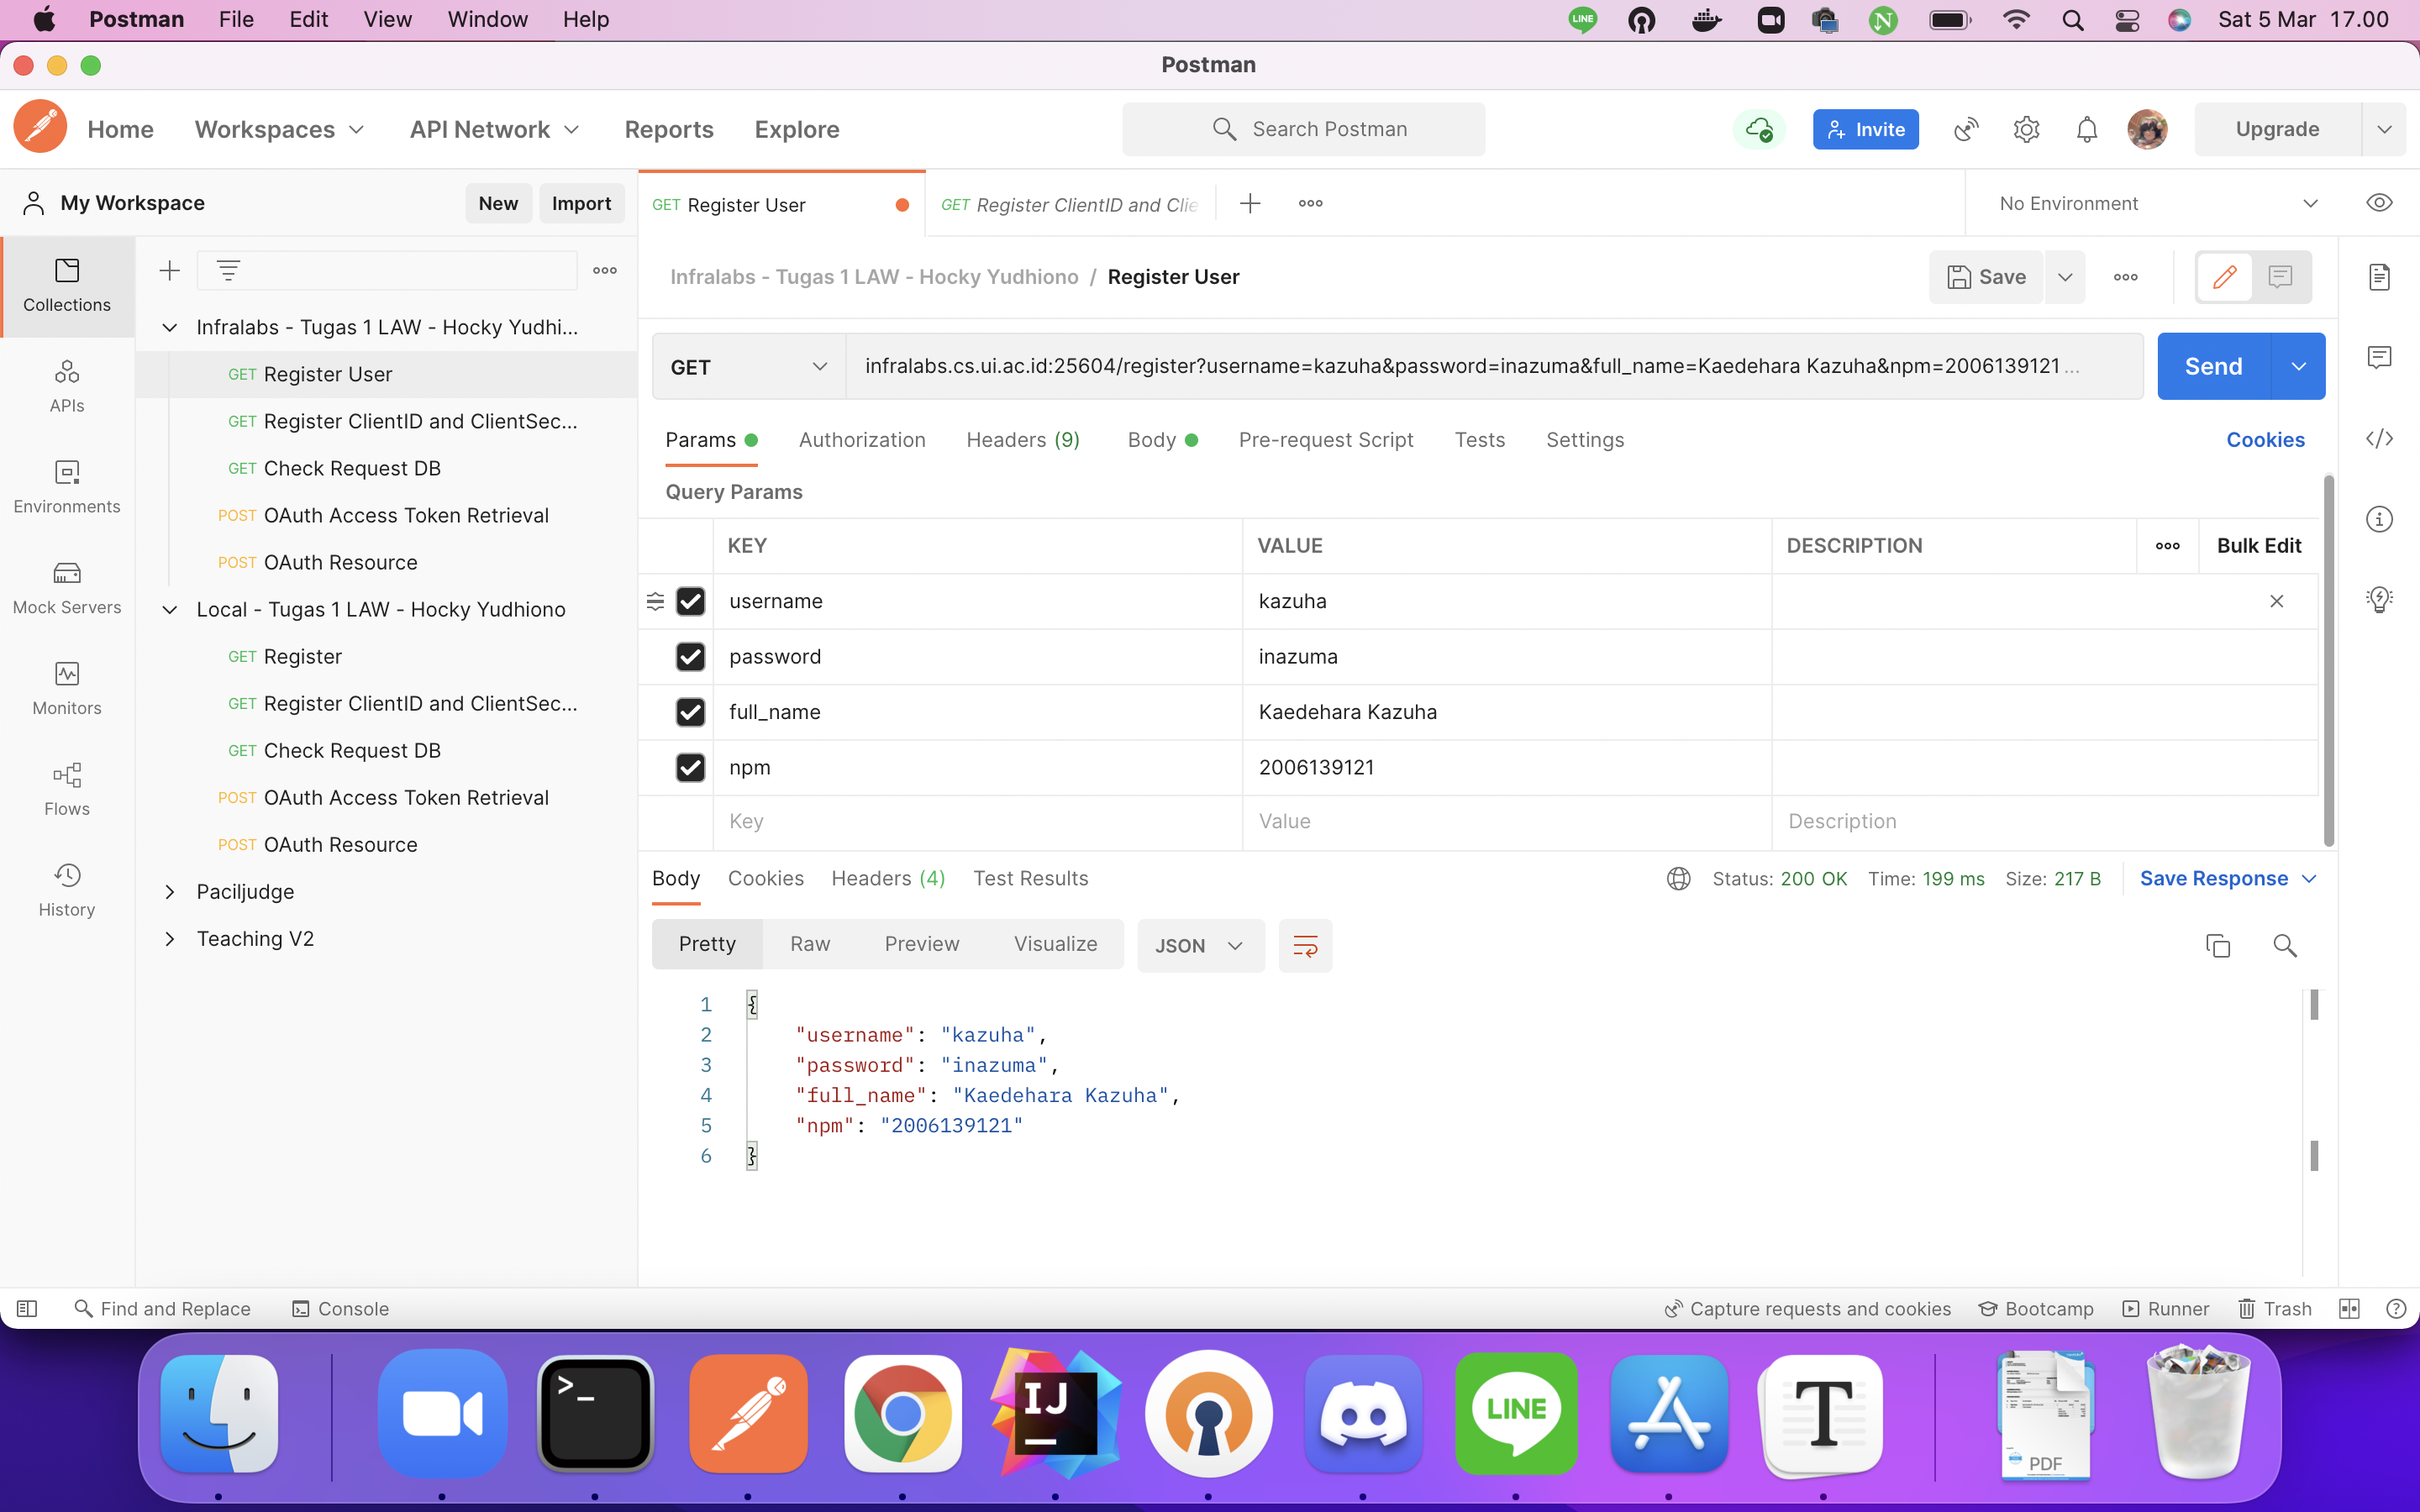 Postman File Edit View Window Help LINE N Sat 5 Mar 17.00
Postman
Home Workspaces API Network Reports Explore Search Postman Invite Upgrade
My Workspace New Import GET Register User GET Register ClientID and Clie No Environment
Collections
APIs
Environments
Mock Servers
Monitors
Flows
History
Infralabs - Tugas 1 LAW - Hocky Yudhi...
GET Register User
GET Register ClientID and ClientSec...
GET Check Request DB
POST OAuth Access Token Retrieval
POST OAuth Resource
Local - Tugas 1 LAW - Hocky Yudhiono
GET Register
GET Register ClientID and ClientSec...
GET Check Request DB
POST OAuth Access Token Retrieval
POST OAuth Resource
Paciljudge
Teaching V2
Infralabs - Tugas 1 LAW - Hocky Yudhiono / Register User Save
GET infralabs.cs.ui.ac.id:25604/register?username=kazuha&password=inazuma&full_name=Kaedehara Kazuha&npm=2006139121... Send
Params Authorization Headers (9) Body Pre-request Script Tests Settings Cookies
Query Params
KEY VALUE DESCRIPTION Bulk Edit
username kazuha
password inazuma
full_name Kaedehara Kazuha
npm 2006139121
Key Value Description
Body Cookies Headers (4) Test Results Status: 200 OK Time: 199 ms Size: 217 B Save Response
Pretty Raw Preview Visualize JSON
1 {
2 "username": "kazuha",
3 "password": "inazuma",
4 "full_name": "Kaedehara Kazuha",
5 "npm": "2006139121"
6 }
Find and Replace Console Capture requests and cookies Bootcamp Runner Trash
>_ IJ LINE T PDF